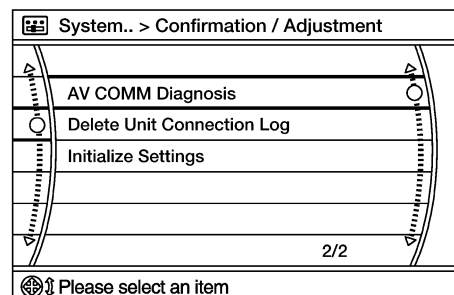 System.. > Confirmation / Adjustment
AV COMM Diagnosis
Delete Unit Connection Log
Initialize Settings
2/2
Please select an item